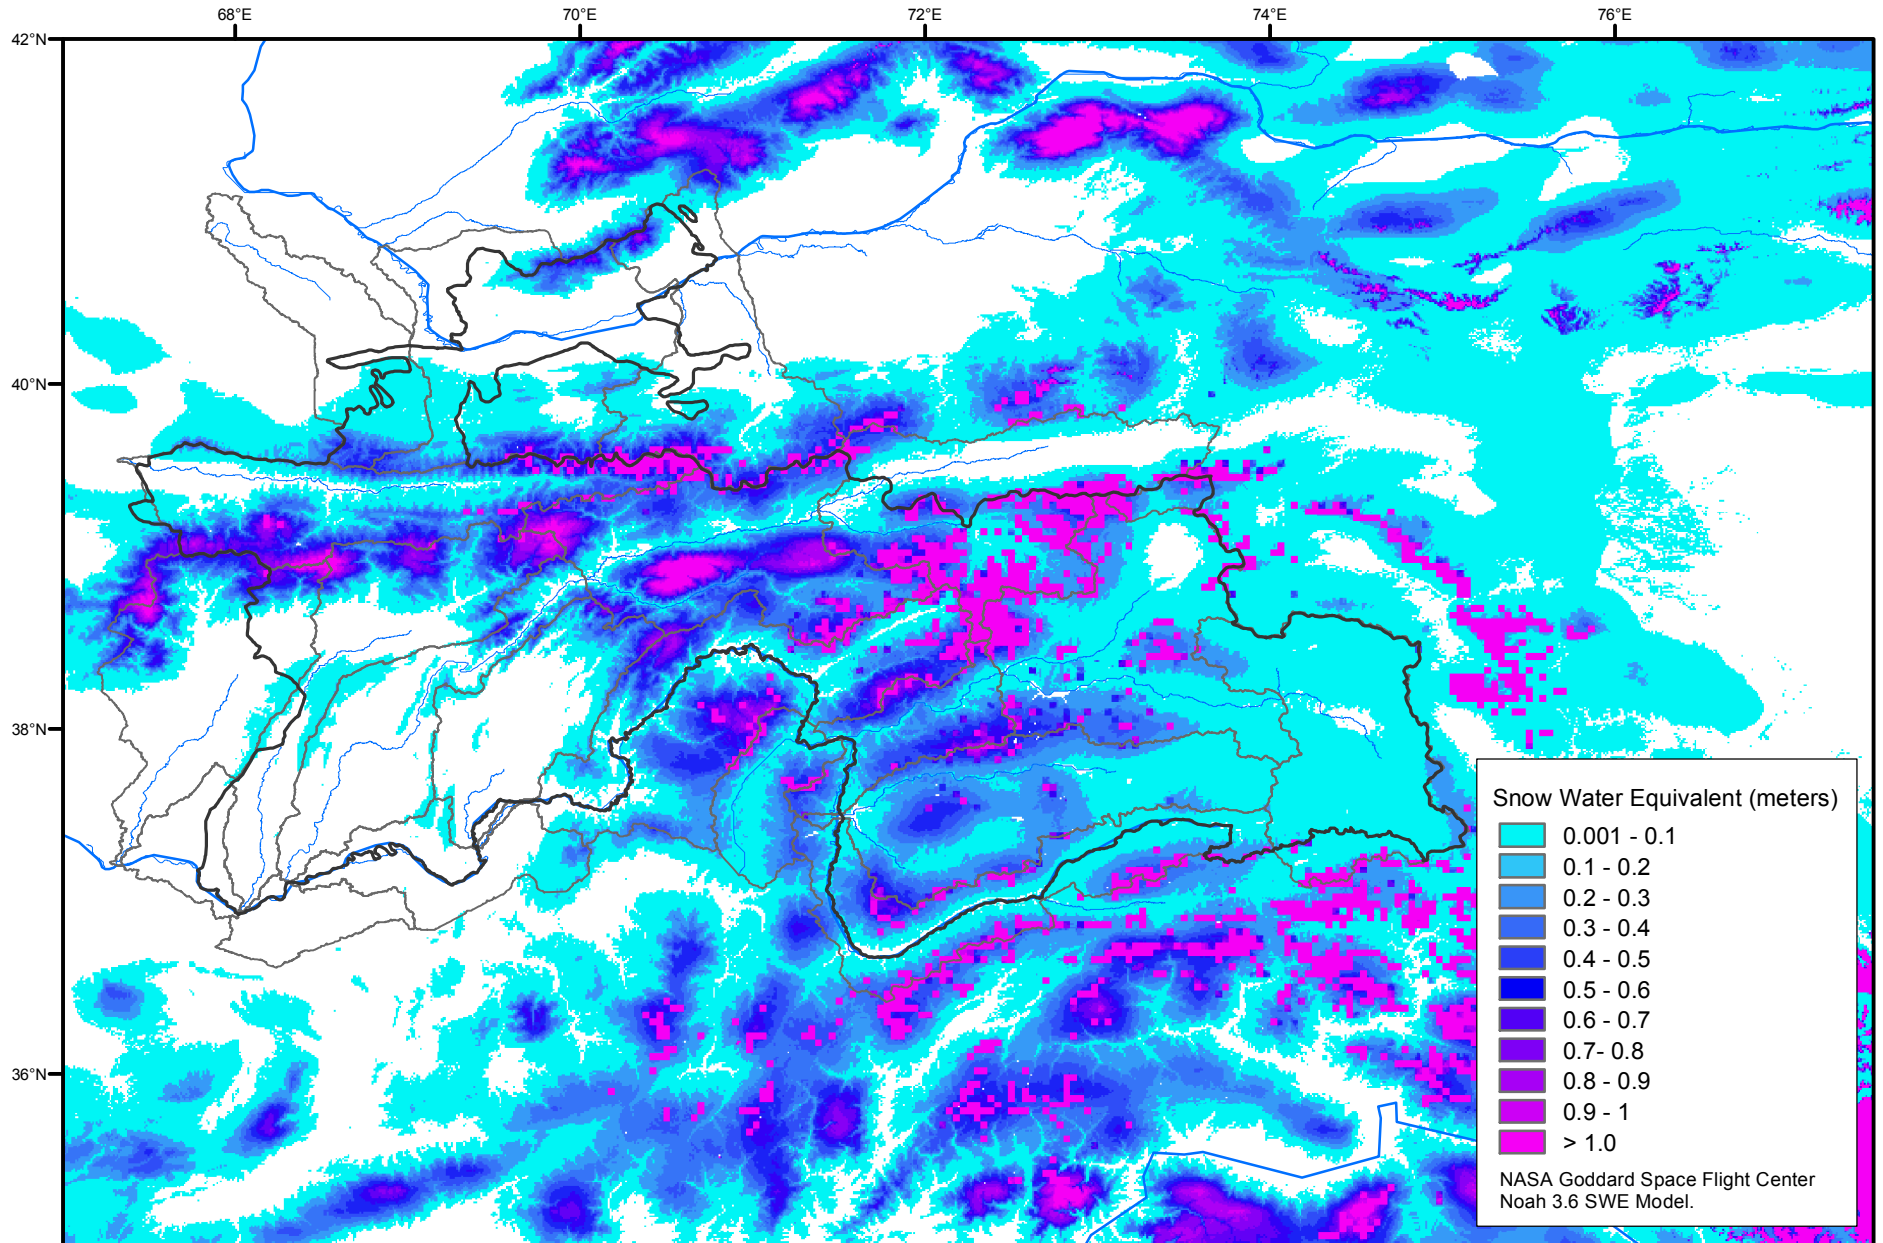 68°E
70°E
72°E
74°E
76°E
42°N
40°N
38°N
36°N
Snow Water Equivalent (meters)
0.001 - 0.1
0.1 - 0.2
0.2 - 0.3
0.3 - 0.4
0.4 - 0.5
0.5 - 0.6
0.6 - 0.7
0.7- 0.8
0.8 - 0.9
0.9 - 1
> 1.0
NASA Goddard Space Flight Center
Noah 3.6 SWE Model.